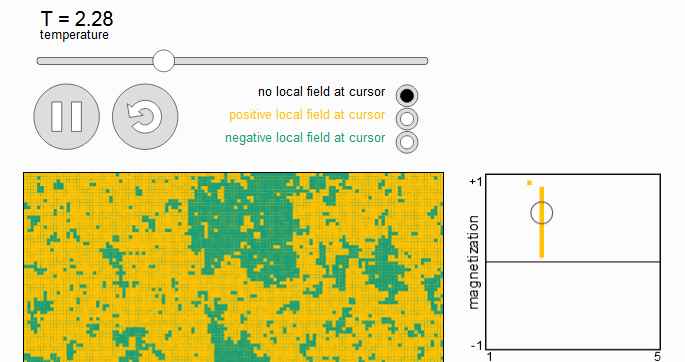 T = 2.28
temperature
no local field at cursor
positive local field at cursor
negative local field at cursor
+1
magnetization
-1
1
5